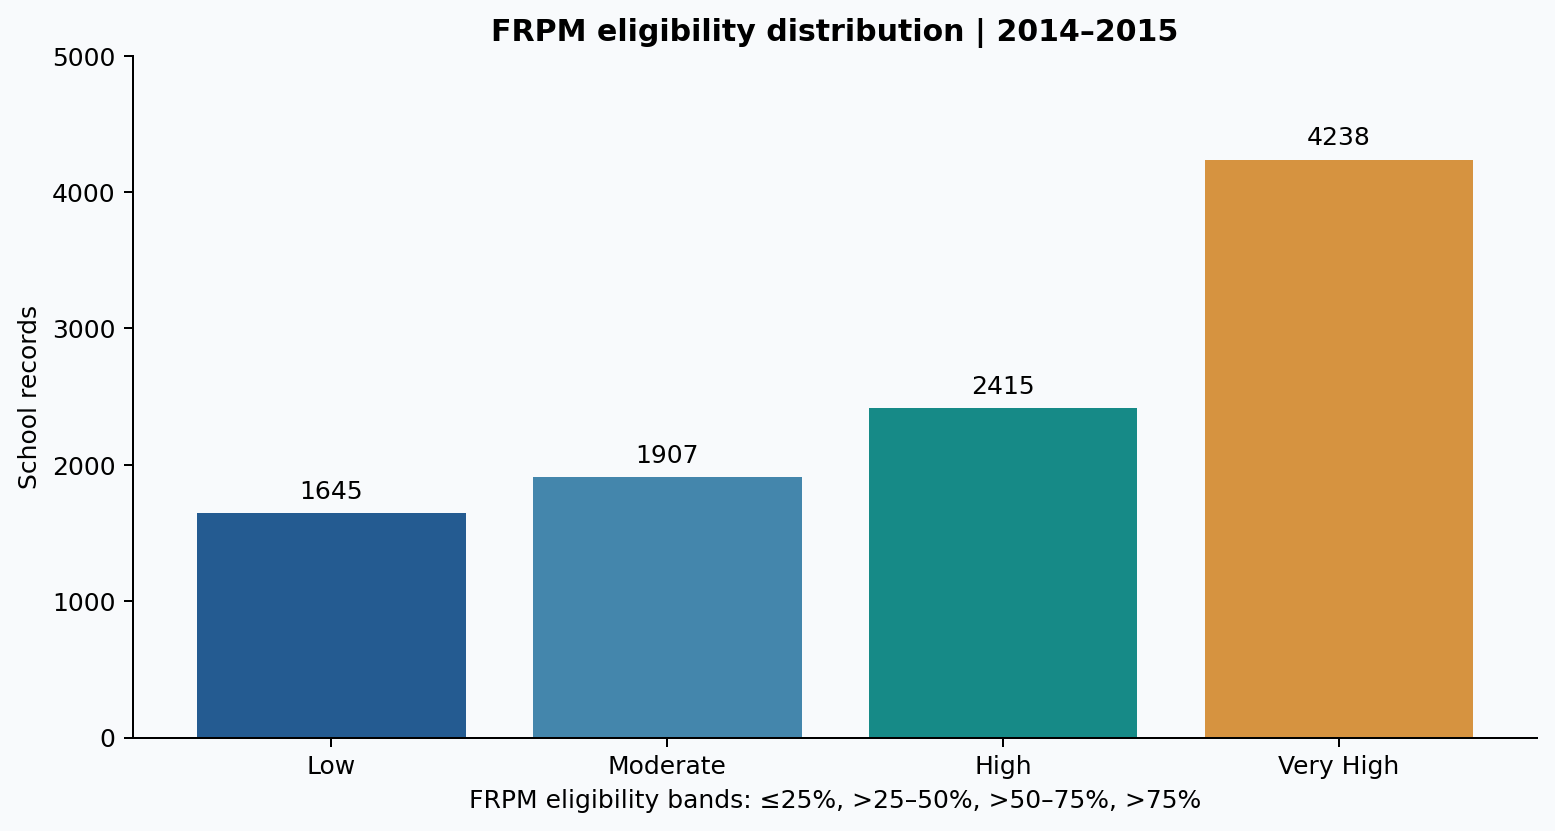 FRPM eligibility distribution | 2014–2015
School records
5000
4000
3000
2000
1000
0
1645
1907
2415
4238
Low
Moderate
High
Very High
FRPM eligibility bands: ≤25%, >25–50%, >50–75%, >75%